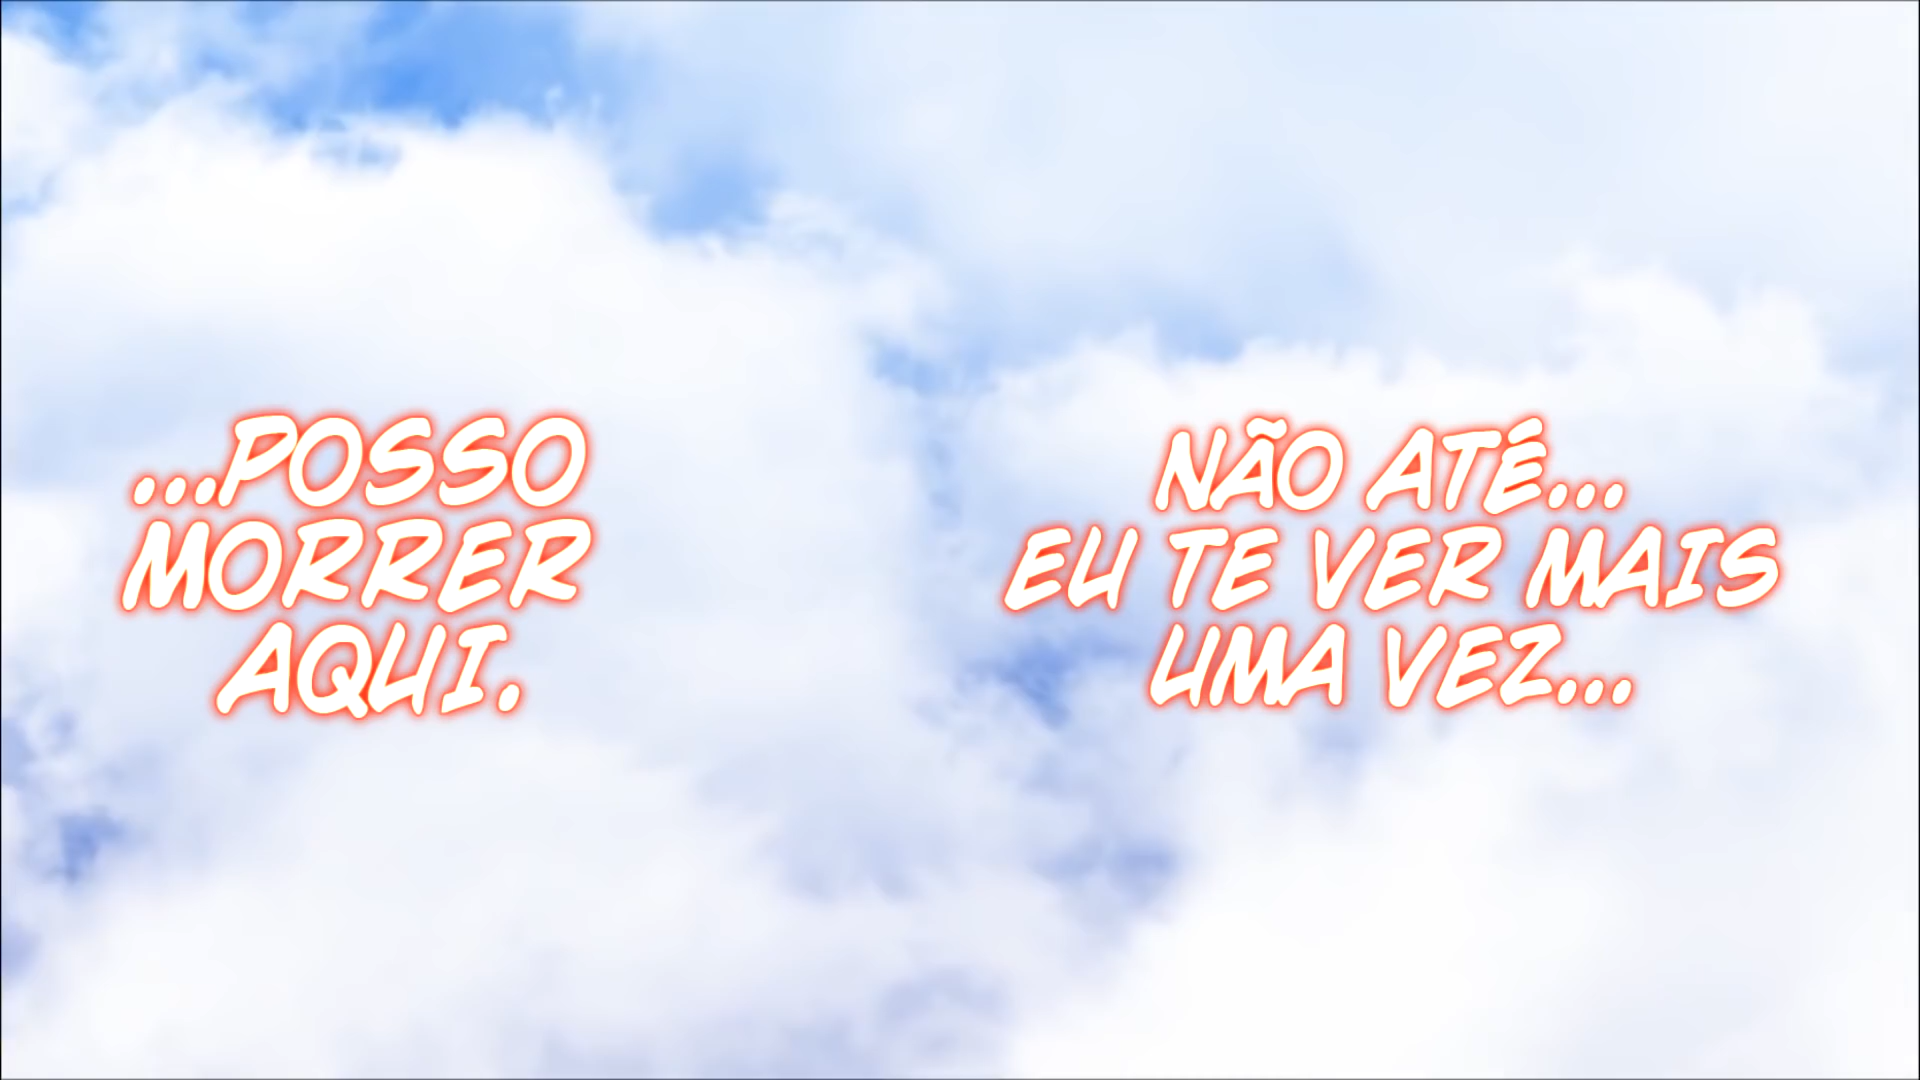 ...POSSO
MORRER
AQUI.
NÃO ATÉ...
EU TE VER MAIS
UMA VEZ...